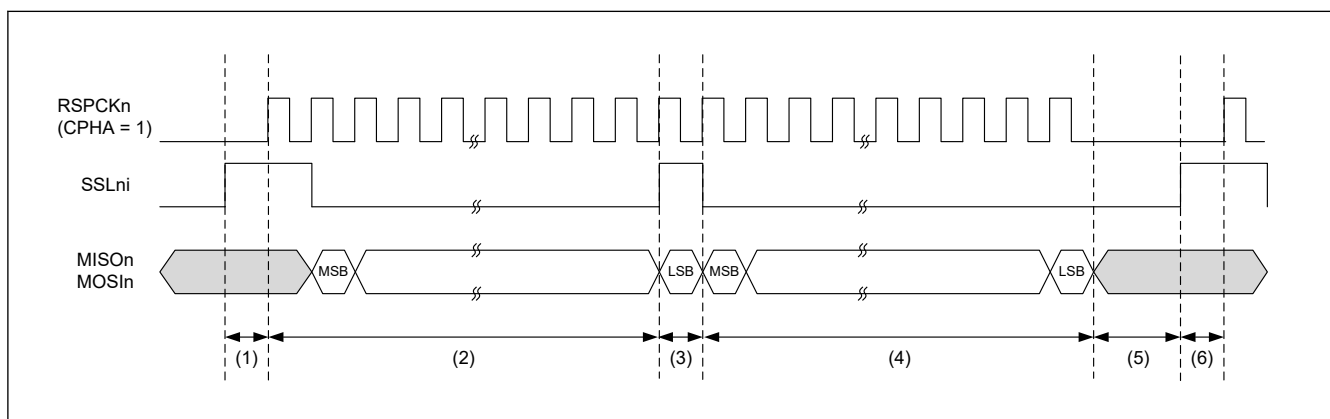 RSPCKn
(CPHA = 1)
SSLni
MISOn
MOSIn
MSB
LSB
MSB
LSB
(1)
(2)
(3)
(4)
(5)
(6)